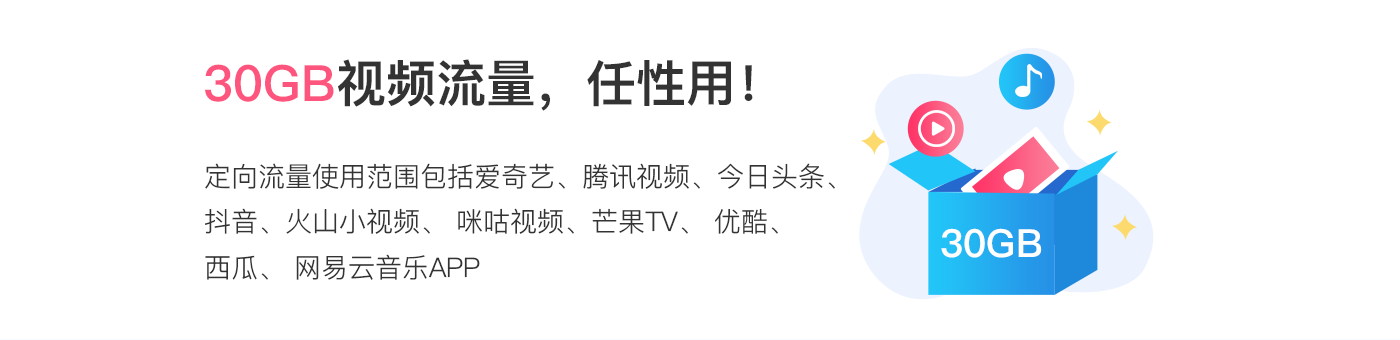 30GB视频流量，任性用！
定向流量使用范围包括爱奇艺、腾讯视频、今日头条、
抖音、火山小视频、 咪咕视频、芒果TV、 优酷、
西瓜、 网易云音乐APP
30GB